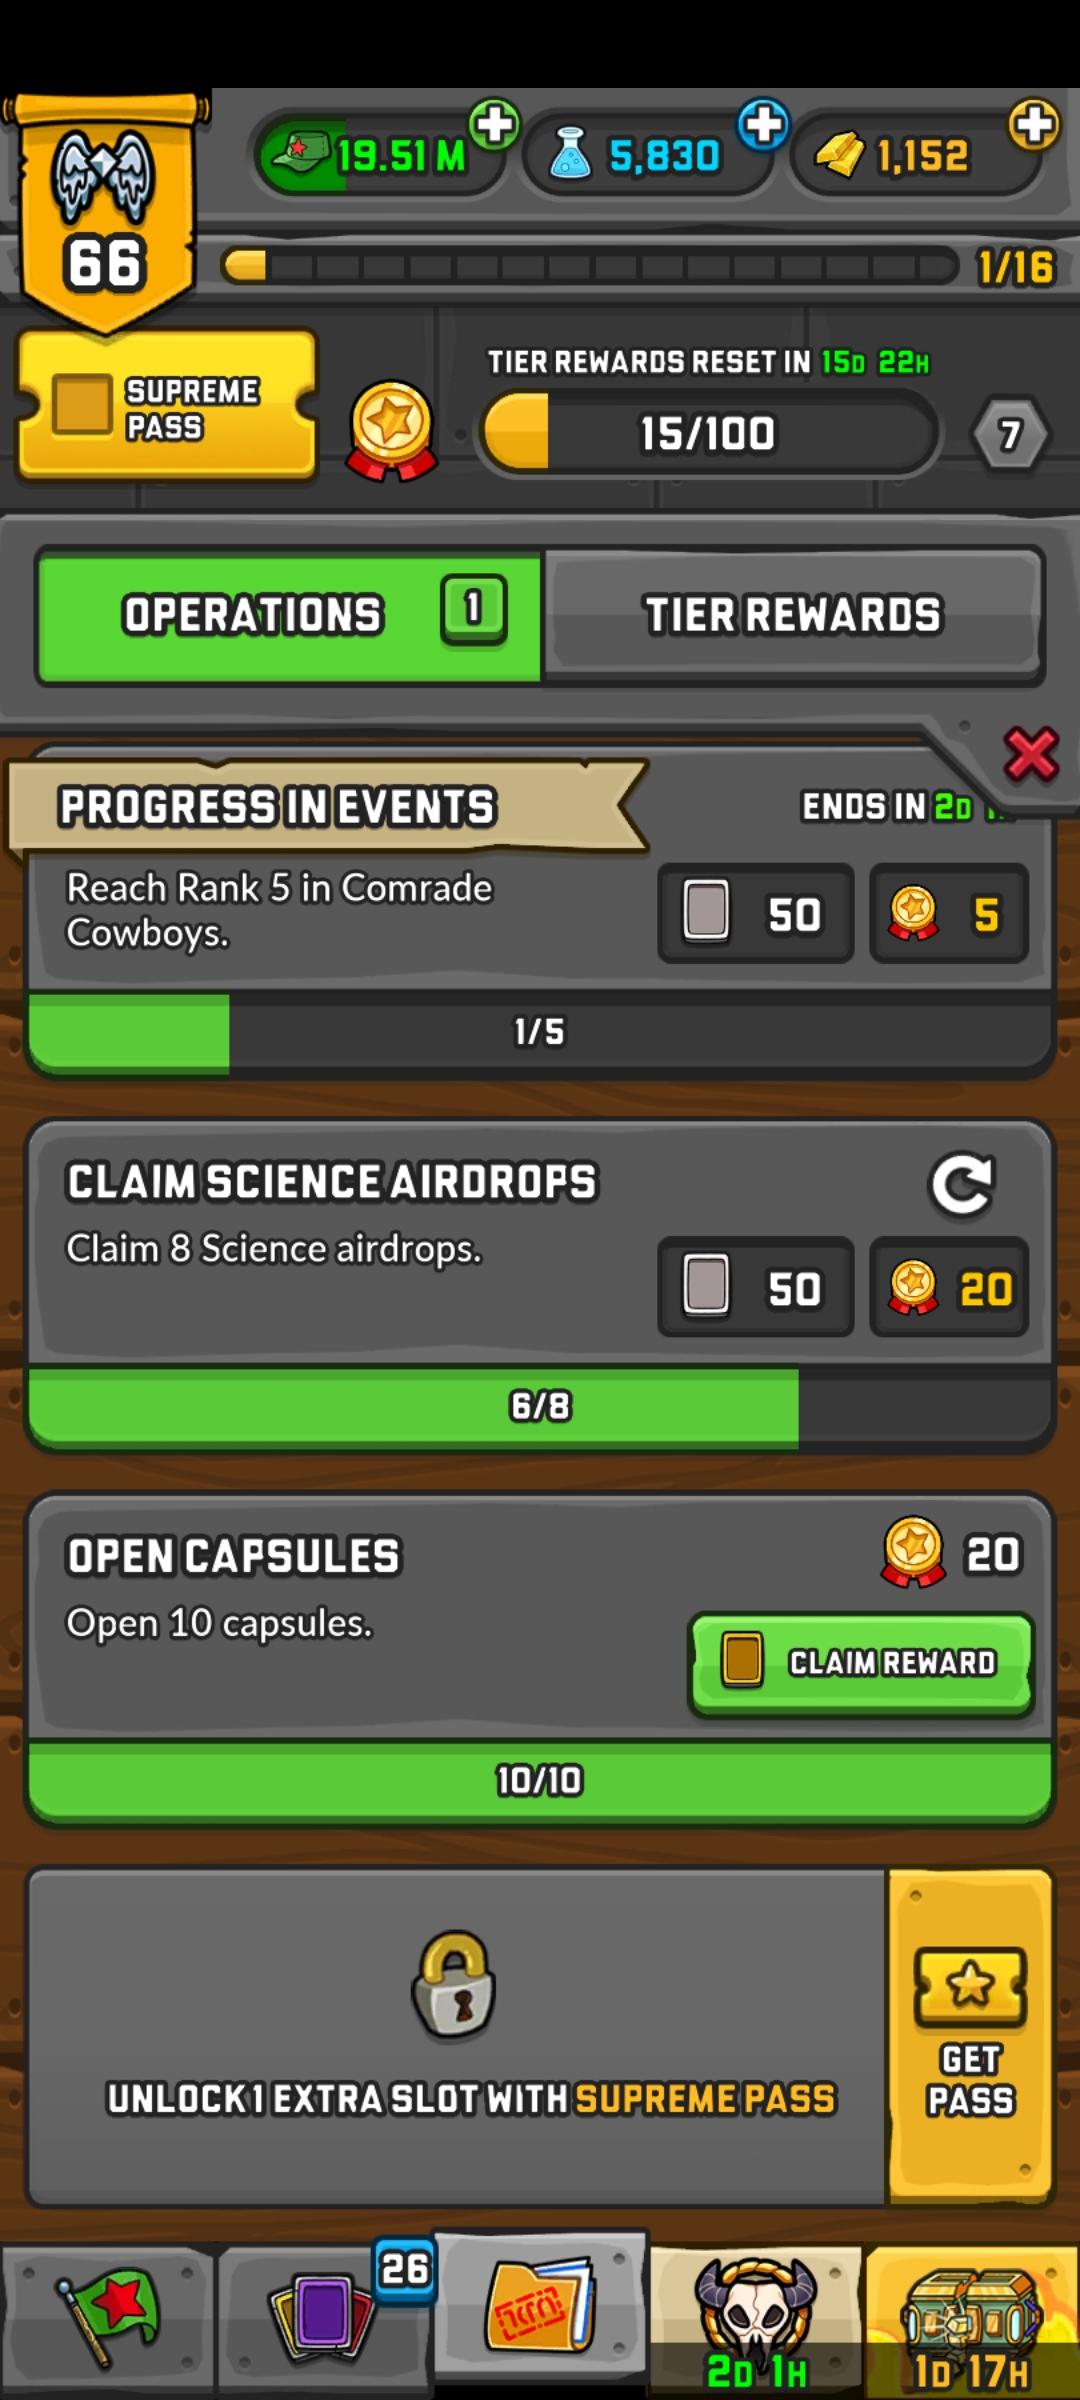 19.51 M
5,830
1,152
66
1/16
SUPREME
PASS
TIER REWARDS RESET IN 15D 22H
15/100
7
OPERATIONS
1
TIER REWARDS
PROGRESS IN EVENTS
ENDS IN 2D
Reach Rank 5 in Comrade
Cowboys.
50
5
1/5
CLAIM SCIENCE AIRDROPS
Claim 8 Science airdrops.
50
20
6/8
OPEN CAPSULES
20
Open 10 capsules.
CLAIM REWARD
10/10
UNLOCK 1 EXTRA SLOT WITH SUPREME PASS
GET
PASS
26
2D 1H
1D 17H